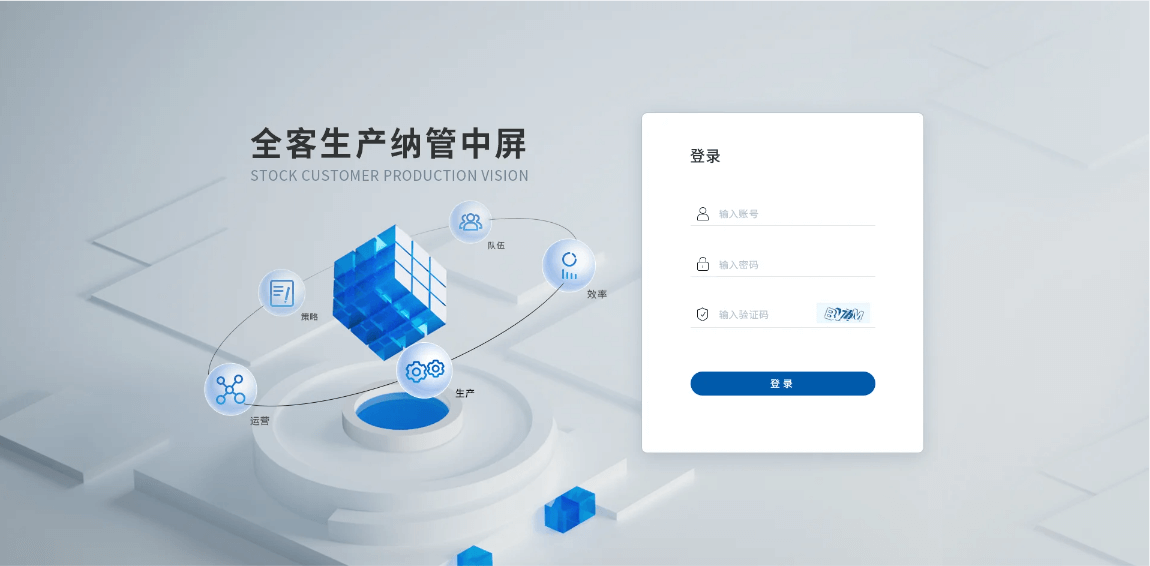 全客生产纳管中屏
STOCK CUSTOMER PRODUCTION VISION
队伍
效率
策略
生产
运营
登录
输入账号
输入密码
输入验证码
登录